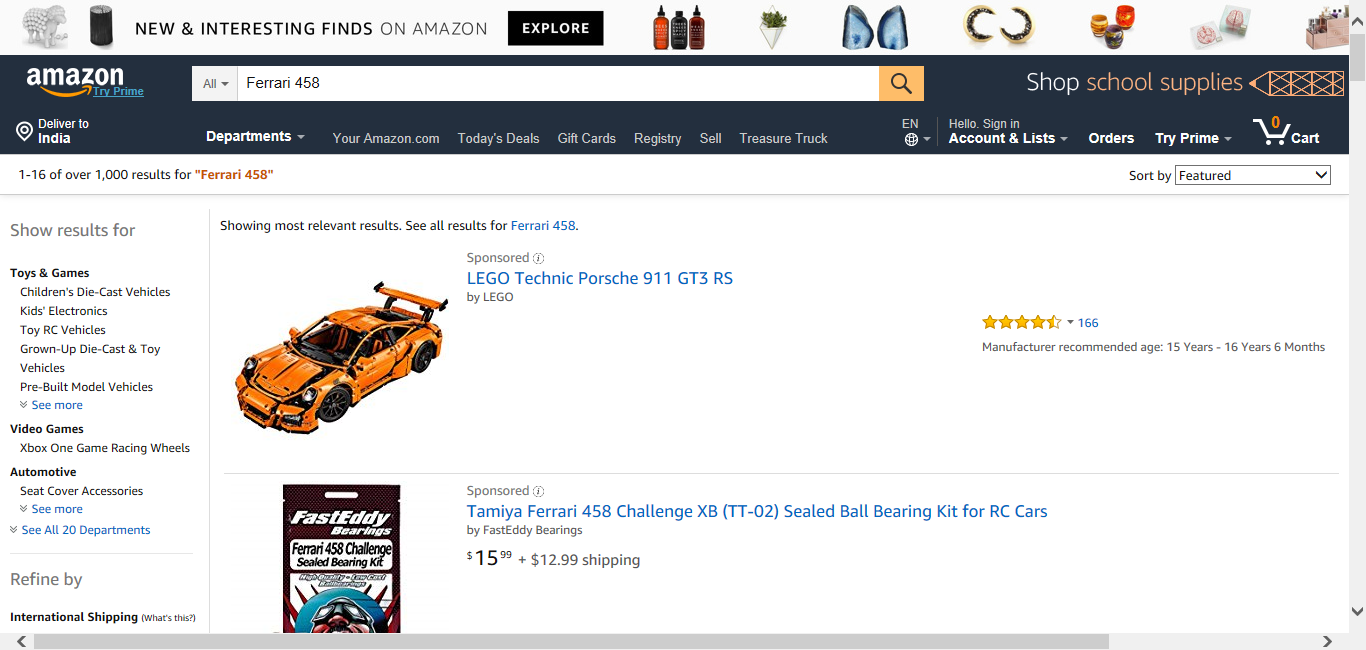 NEW & INTERESTING FINDS ON AMAZON EXPLORE
amazon
Try Prime
All
Ferrari 458
Shop school supplies
Deliver to
India
Departments
Your Amazon.com
Today's Deals
Gift Cards
Registry
Sell
Treasure Truck
EN
Hello. Sign in
Account & Lists
Orders
Try Prime
0
Cart
1-16 of over 1,000 results for "Ferrari 458"
Sort by Featured
Show results for
Toys & Games
Children's Die-Cast Vehicles
Kids' Electronics
Toy RC Vehicles
Grown-Up Die-Cast & Toy
Vehicles
Pre-Built Model Vehicles
See more
Video Games
Xbox One Game Racing Wheels
Automotive
Seat Cover Accessories
See more
See All 20 Departments
Refine by
International Shipping (What's this?)
Showing most relevant results. See all results for Ferrari 458.
Sponsored
LEGO Technic Porsche 911 GT3 RS
by LEGO
166
Manufacturer recommended age: 15 Years - 16 Years 6 Months
FastEddy
Bearings
Ferrari 458 Challenge
Sealed Bearing Kit
High Quality - Low Cost
Sponsored
Tamiya Ferrari 458 Challenge XB (TT-02) Sealed Ball Bearing Kit for RC Cars
by FastEddy Bearings
$15 99 + $12.99 shipping